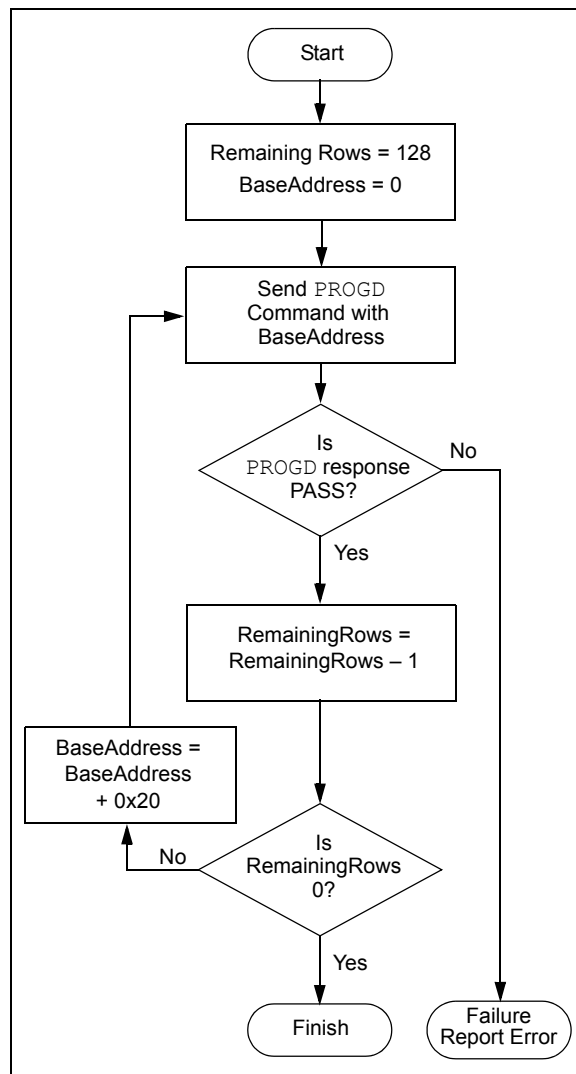 Start
Remaining Rows = 128
BaseAddress = 0
Send PROGD
Command with
BaseAddress
Is
PROGD response
PASS?
No
Yes
RemainingRows =
RemainingRows – 1
BaseAddress =
BaseAddress
+ 0x20
Is
RemainingRows
0?
No
Yes
Finish
Failure
Report Error